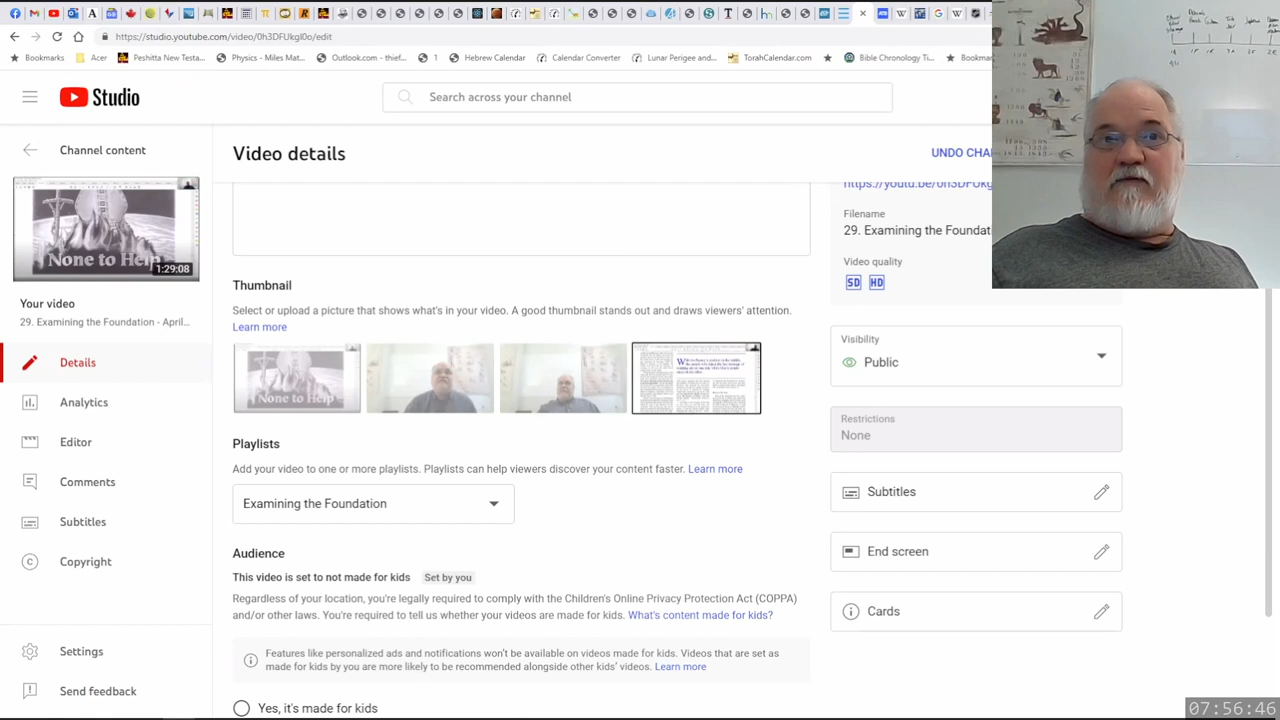 https://studio.youtube.com/video/0h3DFUkgI0o/edit
Bookmarks
Acer
Peshitta New Testa...
Physics - Miles Mat...
Outlook.com - thief...
1
Hebrew Calendar
Calendar Converter
Lunar Perigee and...
TorahCalendar.com
Bible Chronology Ti...
Bookm
Studio
Search across your channel
Channel content
Video details
UNDO CHA
None to Help
1:29:08
Your video
29. Examining the Foundation - April...
Details
Analytics
Editor
Comments
Subtitles
Copyright
Settings
Send feedback
Thumbnail
Select or upload a picture that shows what's in your video. A good thumbnail stands out and draws viewers' attention.
Learn more
None to Help
Playlists
Add your video to one or more playlists. Playlists can help viewers discover your content faster. Learn more
Examining the Foundation
Audience
This video is set to not made for kids Set by you
Regardless of your location, you're legally required to comply with the Children's Online Privacy Protection Act (COPPA)
and/or other laws. You're required to tell us whether your videos are made for kids. What's content made for kids?
Features like personalized ads and notifications won't be available on videos made for kids. Videos that are set as
made for kids by you are more likely to be recommended alongside other kids' videos. Learn more
Yes, it's made for kids
https://youtu.be/0h3DFUkg
Filename
29. Examining the Foundat
Video quality
SD HD
Visibility
Public
Restrictions
None
Subtitles
End screen
Cards
07:56:46